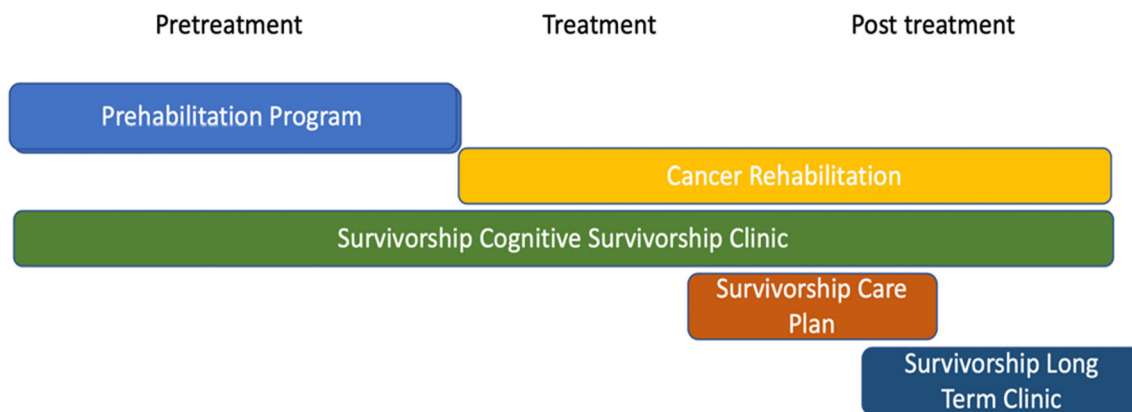 Pretreatment Treatment Post treatment
Prehabilitation Program
Cancer Rehabilitation
Survivorship Cognitive Survivorship Clinic
Survivorship Care
Plan
Survivorship Long
Term Clinic